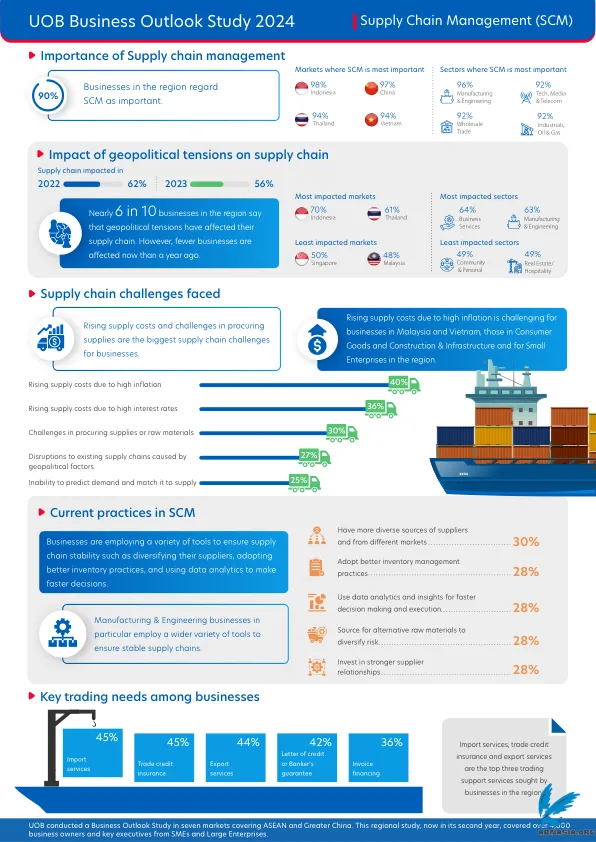 UOB Business Outlook Study 2024
Supply Chain Management (SCM)
Importance of Supply chain management
90%
Businesses in the region regard
SCM as important.
Markets where SCM is most important
98%
Indonesia
97%
China
94%
Thailand
94%
Vietnam
Sectors where SCM is most important
96%
Manufacturing
& Engineering
92%
Tech, Media
& Telecom
92%
Wholesale
Trade
92%
Industrials,
Oil & Gas
Impact of geopolitical tensions on supply chain
Supply chain impacted in
2022 62% 2023 56%
Nearly 6 in 10 businesses in the region say
that geopolitical tensions have affected their
supply chain. However, fewer businesses are
affected now than a year ago.
Most impacted markets
70%
Indonesia
61%
Thailand
Least impacted markets
50%
Singapore
48%
Malaysia
Most impacted sectors
64%
Business
Services
63%
Manufacturing
& Engineering
Least impacted sectors
49%
Community
& Personal
49%
Real Estate/
Hospitality
Supply chain challenges faced
Rising supply costs and challenges in procuring
supplies are the biggest supply chain challenges
for businesses.
Rising supply costs due to high inflation is challenging for
businesses in Malaysia and Vietnam, those in Consumer
Goods and Construction & Infrastructure and for Small
Enterprises in the region.
Rising supply costs due to high inflation 40%
Rising supply costs due to high interest rates 36%
Challenges in procuring supplies or raw materials 30%
Disruptions to existing supply chains caused by
geopolitical factors 27%
Inability to predict demand and match it to supply 25%
Current practices in SCM
Businesses are employing a variety of tools to ensure supply
chain stability such as diversifying their suppliers, adopting
better inventory practices, and using data analytics to make
faster decisions.
Manufacturing & Engineering businesses in
particular employ a wider variety of tools to
ensure stable supply chains.
Have more diverse sources of suppliers
and from different markets 30%
Adopt better inventory management
practices 28%
Use data analytics and insights for faster
decision making and execution 28%
Source for alternative raw materials to
diversify risk 28%
Invest in stronger supplier
relationships 28%
Key trading needs among businesses
45%
Import
services
45%
Trade credit
insurance
44%
Export
services
42%
Letter of credit
or Banker's
guarantee
36%
Invoice
financing
Import services, trade credit
insurance and export services
are the top three trading
support services sought by
businesses in the region
UOB conducted a Business Outlook Study in seven markets covering ASEAN and Greater China. This regional study, now in its second year, covered over
business owners and key executives from SMEs and Large Enterprises.